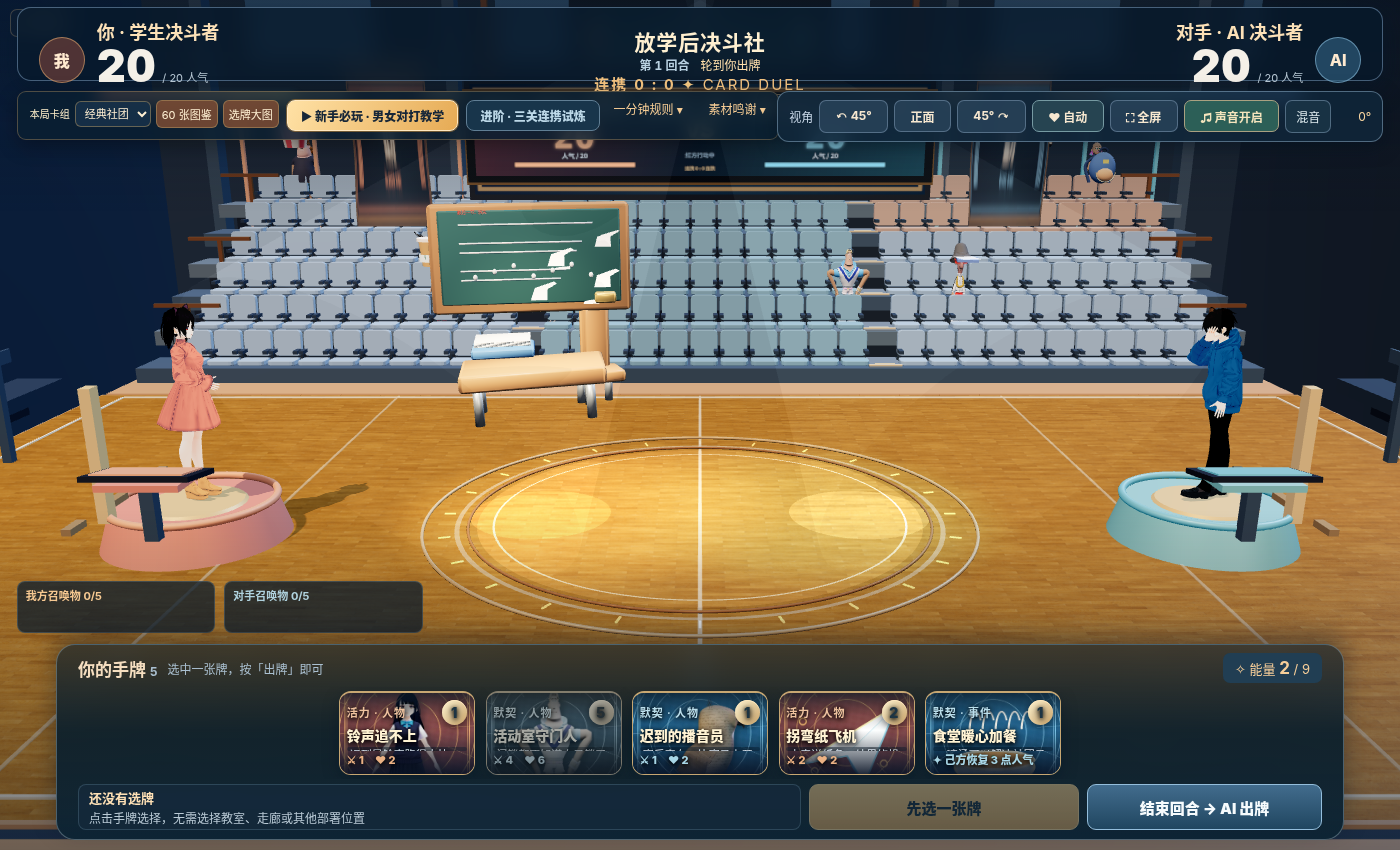 我
你 · 学生决斗者
20 / 20 人气
放学后决斗社
第 1 回合 轮到你出牌
连携 0 : 0 ✦ CARD DUEL
对手 · AI 决斗者
20 / 20 人气
AI
本局卡组 经典社团 60 张图鉴 选牌大图 ▶ 新手必玩 · 男女对打教学 进阶 · 三关连携试炼 一分钟规则 ▾ 素材鸣谢 ▾
视角 ↶ 45° 正面 45° ↷ ♥ 自动 ⛶ 全屏 ♫ 声音开启 混音 0°
人气 / 20
人气 / 20
我方召唤物 0/5
对手召唤物 0/5
你的手牌 5 选中一张牌，按「出牌」即可
✧ 能量 2 / 9
活力 · 人物 1
铃声追不上
⚔ 1 ♥ 2
默契 · 人物 5
活动室守门人
⚔ 4 ♥ 6
默契 · 人物 1
迟到的播音员
⚔ 1 ♥ 2
活力 · 人物 2
拐弯纸飞机
⚔ 2 ♥ 2
默契 · 事件 1
食堂暖心加餐
✦ 己方恢复 3 点人气
还没有选牌
点击手牌选择，无需选择教室、走廊或其他部署位置
先选一张牌
结束回合 → AI 出牌